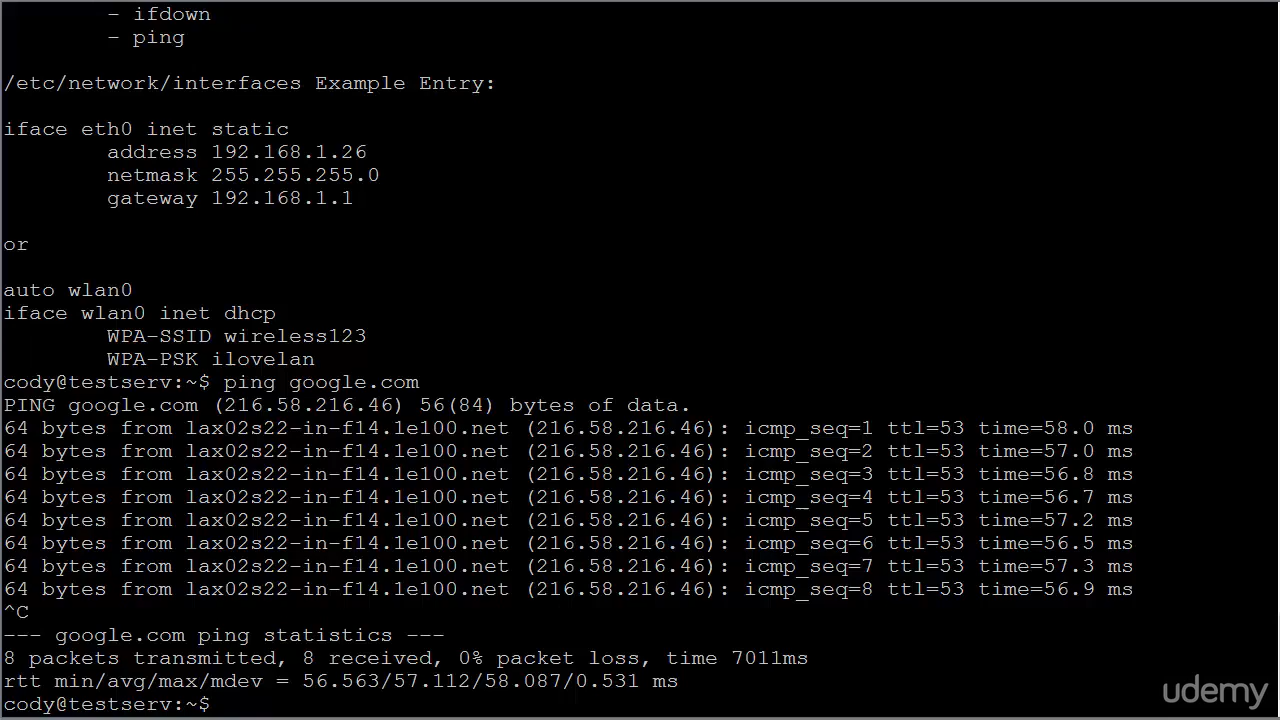 - ifdown
- ping
/etc/network/interfaces Example Entry:
iface eth0 inet static
address 192.168.1.26
netmask 255.255.255.0
gateway 192.168.1.1
or
auto wlan0
iface wlan0 inet dhcp
WPA-SSID wireless123
WPA-PSK ilovelan
cody@testserv:~$ ping google.com
PING google.com (216.58.216.46) 56(84) bytes of data.
64 bytes from lax02s22-in-f14.1e100.net (216.58.216.46): icmp_seq=1 ttl=53 time=58.0 ms
64 bytes from lax02s22-in-f14.1e100.net (216.58.216.46): icmp_seq=2 ttl=53 time=57.0 ms
64 bytes from lax02s22-in-f14.1e100.net (216.58.216.46): icmp_seq=3 ttl=53 time=56.8 ms
64 bytes from lax02s22-in-f14.1e100.net (216.58.216.46): icmp_seq=4 ttl=53 time=56.7 ms
64 bytes from lax02s22-in-f14.1e100.net (216.58.216.46): icmp_seq=5 ttl=53 time=57.2 ms
64 bytes from lax02s22-in-f14.1e100.net (216.58.216.46): icmp_seq=6 ttl=53 time=56.5 ms
64 bytes from lax02s22-in-f14.1e100.net (216.58.216.46): icmp_seq=7 ttl=53 time=57.3 ms
64 bytes from lax02s22-in-f14.1e100.net (216.58.216.46): icmp_seq=8 ttl=53 time=56.9 ms
^C
--- google.com ping statistics ---
8 packets transmitted, 8 received, 0% packet loss, time 7011ms
rtt min/avg/max/mdev = 56.563/57.112/58.087/0.531 ms
cody@testserv:~$
udemy